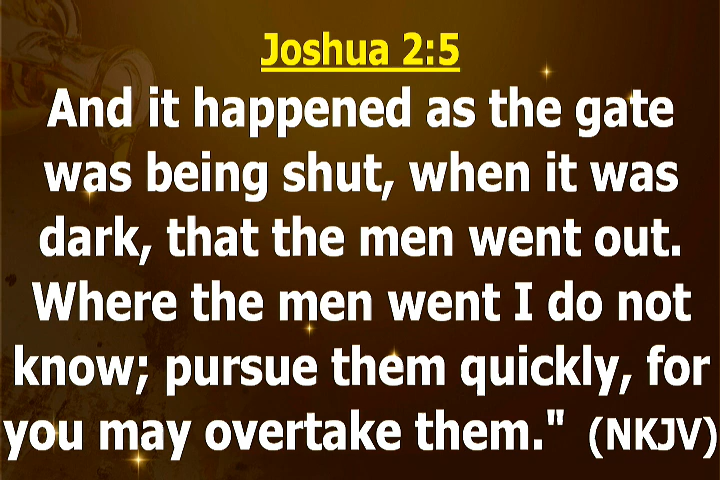 Joshua 2:5
And it happened as the gate
was being shut, when it was
dark, that the men went out.
Where the men went I do not
know; pursue them quickly, for
you may overtake them." (NKJV)